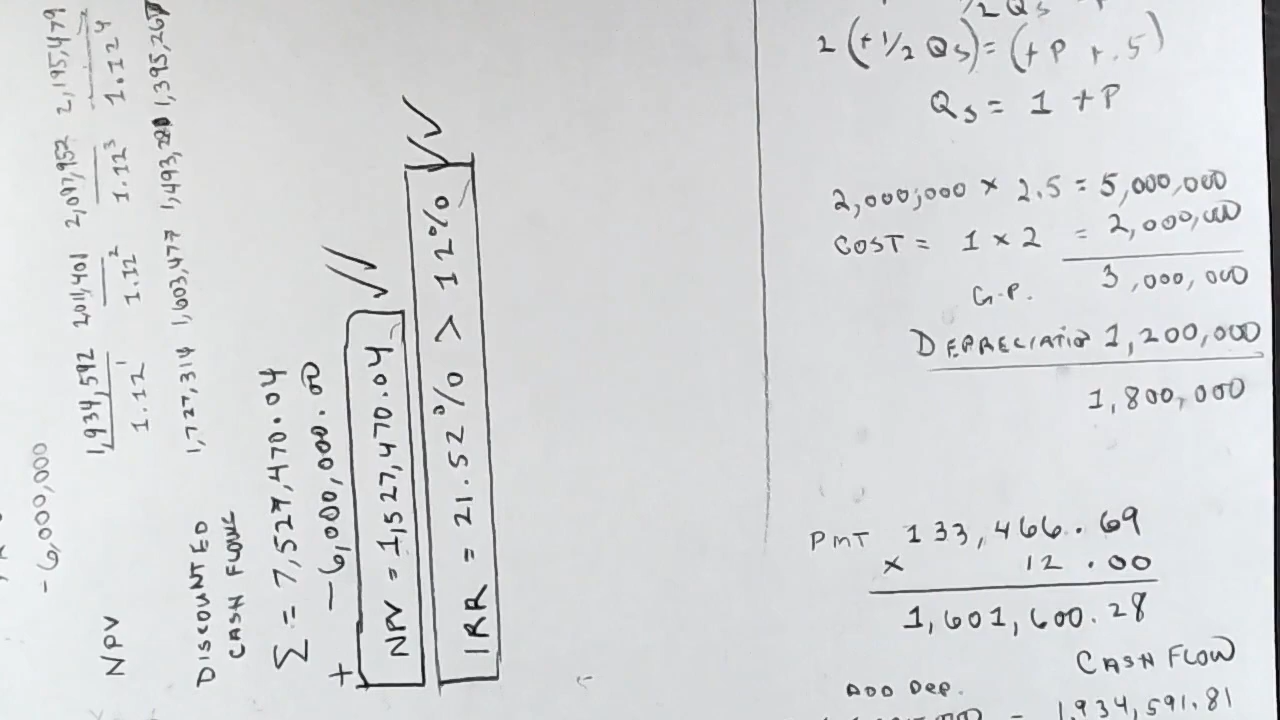 -6,000,000
NPV 1,934,592 2,011,401 2,097,952 2,195,479
1.12¹ 1.12² 1.12³ 1.12⁴
DISCOUNTED 1,727,314 1,603,477 1,493,281
CASH FLOWS
Σ = 7,527,470.04
+ -6,000,000.00
NPV = 1,527,470.04 √√
IRR = 21.52% > 12% √√
1/2 Qs
2 (+1/2 Qs) = (+P +.5)
Qs = 1 +P
2,000,000 × 2.5 = 5,000,000
COST = 1 × 2 = 2,000,000
G.P. 3,000,000
DEPRECIATION 1,200,000
1,800,000
PMT 133,466.69
× 12.00
1,601,600.28
CASH FLOW
ADD DEP.
= 1,934,591.81